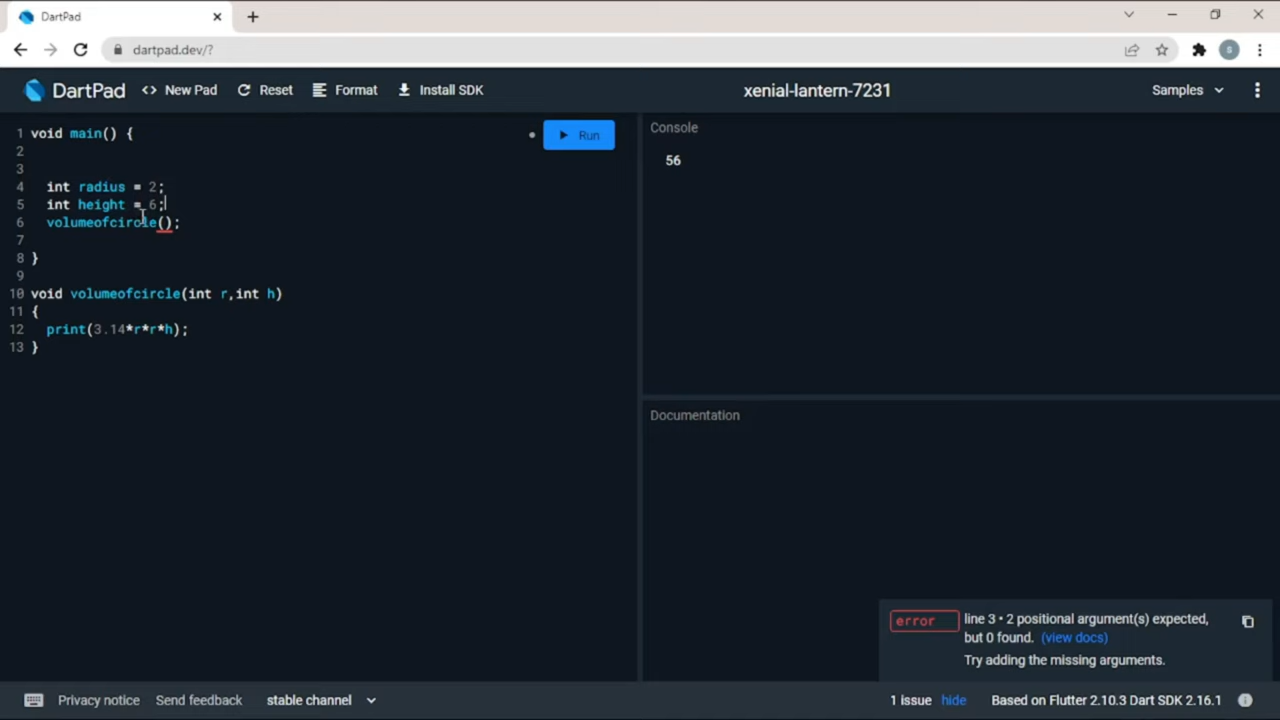 DartPad
dartpad.dev/?
s
DartPad
<> New Pad
Reset
Format
Install SDK
xenial-lantern-7231
Samples
1 void main() {
2
3
4 int radius = 2;
5 int height = 6;
6 volumeofcircle();
7
8 }
9
10 void volumeofcircle(int r,int h)
11 {
12 print(3.14*r*r*h);
13 }
Run
Console
56
Documentation
error
line 3 • 2 positional argument(s) expected,
but 0 found. (view docs)
Try adding the missing arguments.
Privacy notice
Send feedback
stable channel
1 issue hide
Based on Flutter 2.10.3 Dart SDK 2.16.1